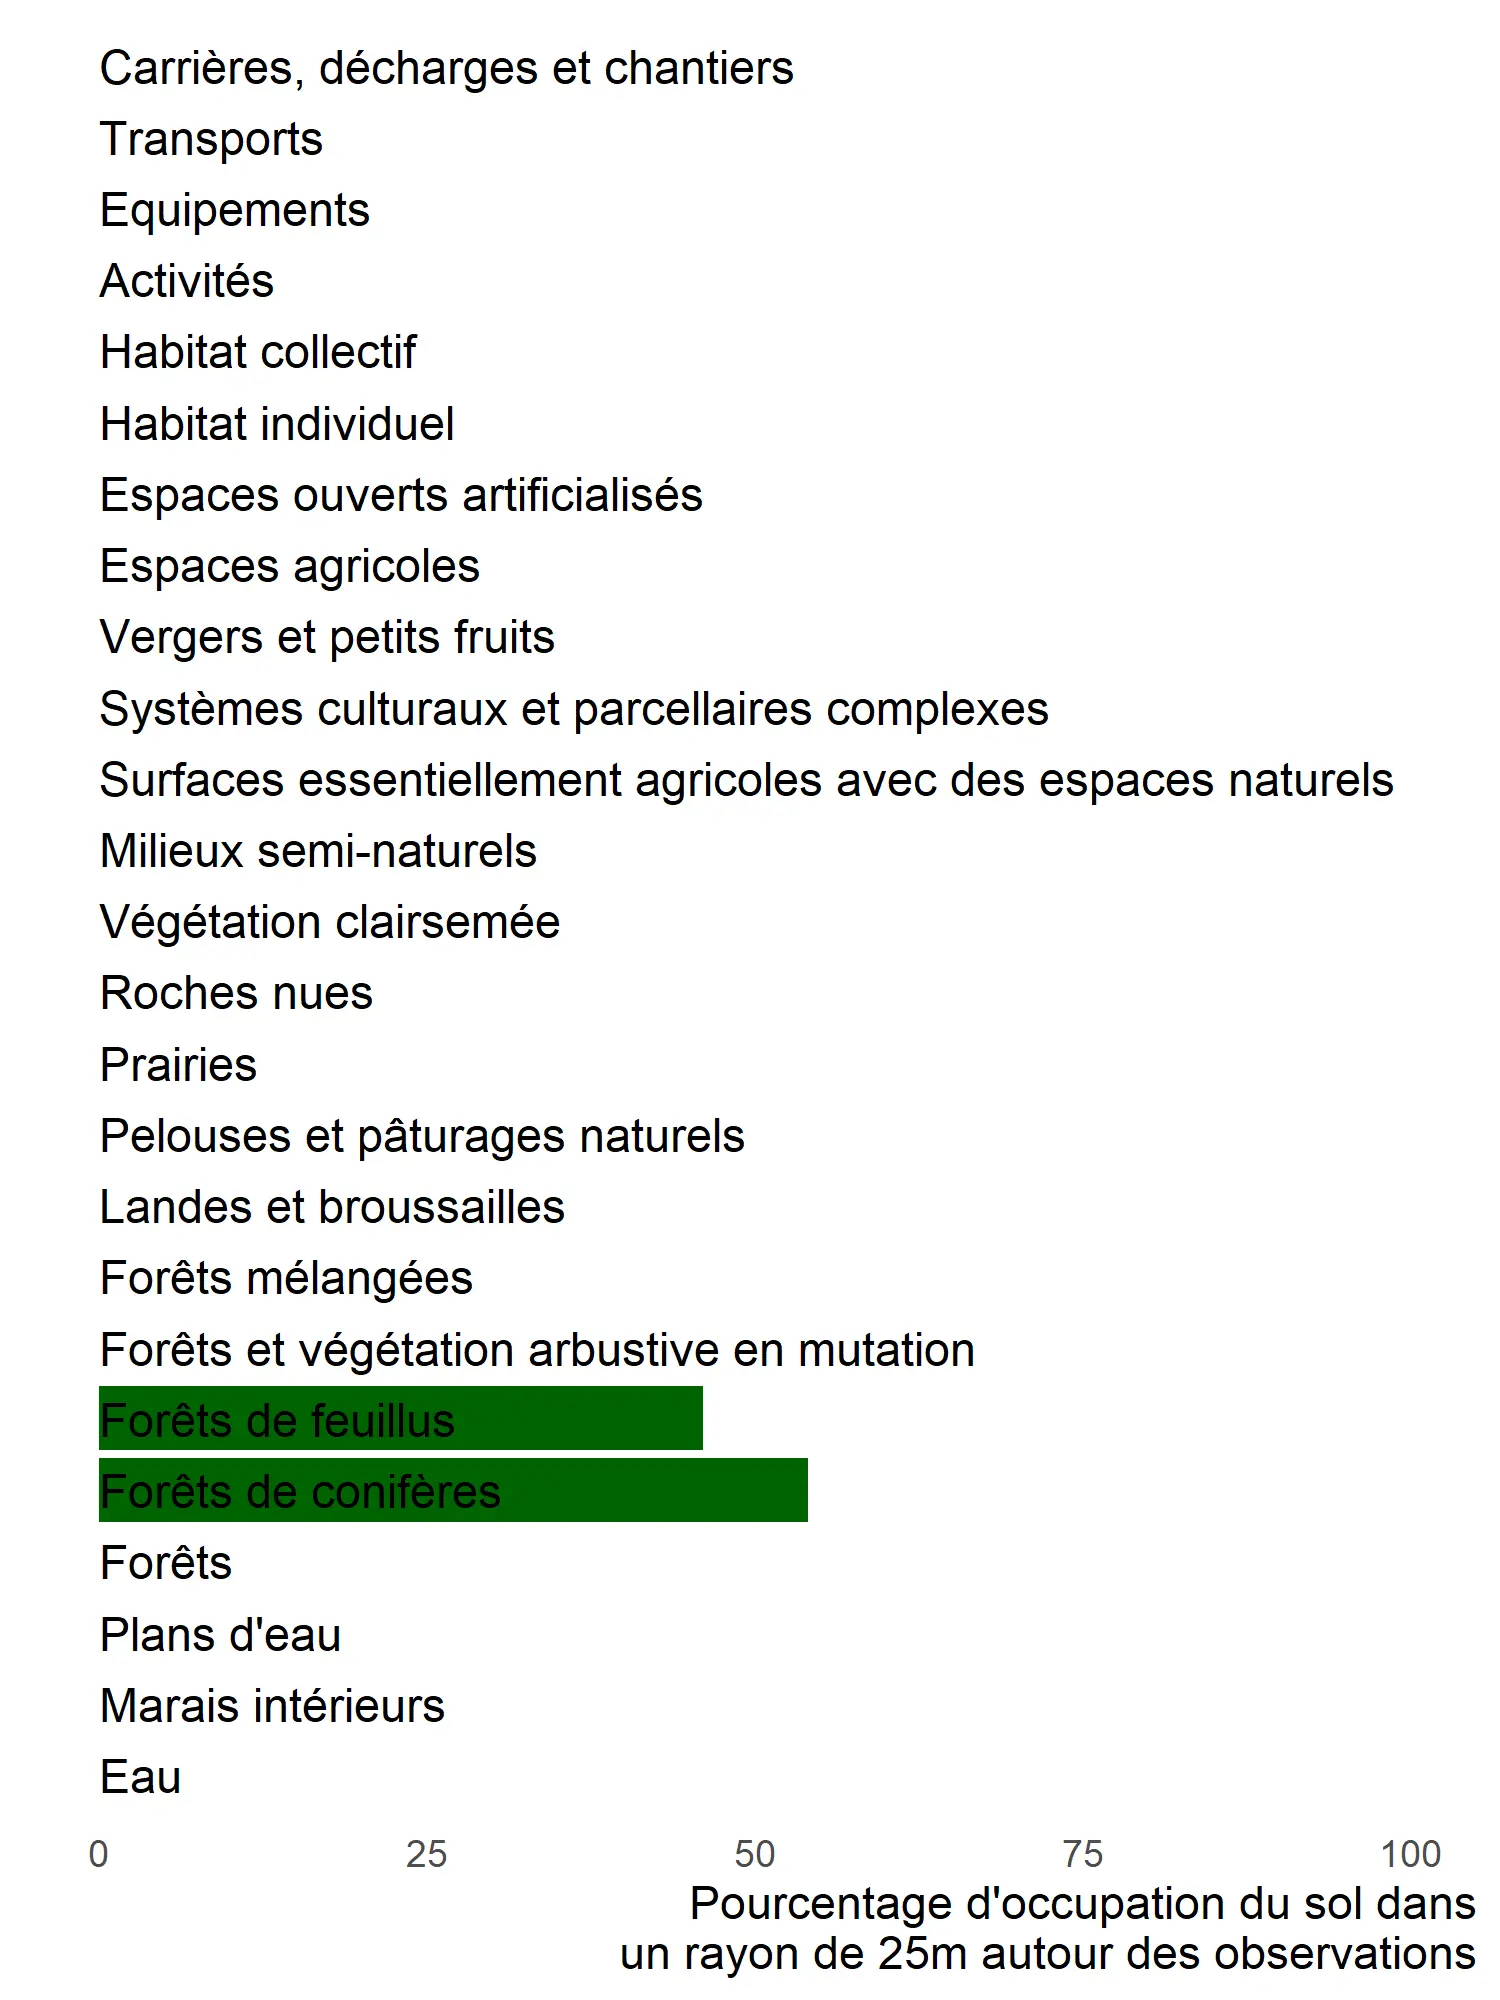 Carrières, décharges et chantiers
Transports
Equipements
Activités
Habitat collectif
Habitat individuel
Espaces ouverts artificialisés
Espaces agricoles
Vergers et petits fruits
Systèmes culturaux et parcellaires complexes
Surfaces essentiellement agricoles avec des espaces naturels
Milieux semi-naturels
Végétation clairsemée
Roches nues
Prairies
Pelouses et pâturages naturels
Landes et broussailles
Forêts mélangées
Forêts et végétation arbustive en mutation
Forêts de feuillus
Forêts de conifères
Forêts
Plans d'eau
Marais intérieurs
Eau
0 25 50 75 100
Pourcentage d'occupation du sol dans
un rayon de 25m autour des observations